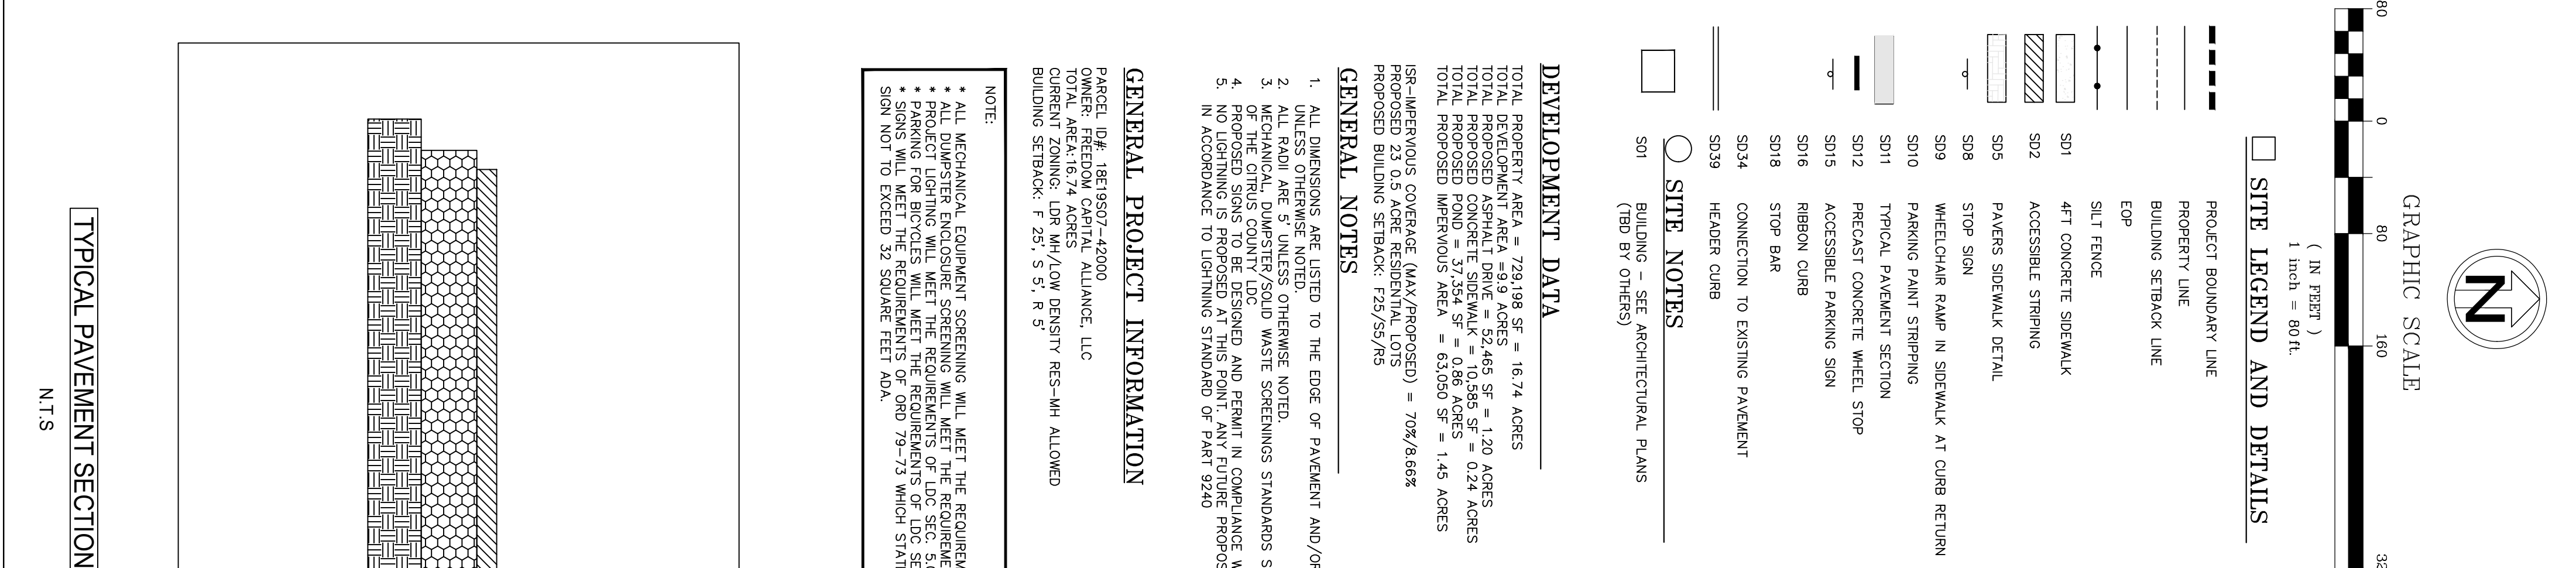 N
GRAPHIC SCALE
80 0 80 160
( IN FEET )
1 inch = 80 ft.
SITE LEGEND AND DETAILS
PROJECT BOUNDARY LINE
PROPERTY LINE
BUILDING SETBACK LINE
EOP
SILT FENCE
SD1 4FT CONCRETE SIDEWALK
SD2 ACCESSIBLE STRIPING
SD5 PAVERS SIDEWALK DETAIL
SD8 STOP SIGN
SD9 WHEELCHAIR RAMP IN SIDEWALK AT CURB RETURN
SD10 PARKING PAINT STRIPPING
SD11 TYPICAL PAVEMENT SECTION
SD12 PRECAST CONCRETE WHEEL STOP
SD15 ACCESSIBLE PARKING SIGN
SD16 RIBBON CURB
SD18 STOP BAR
SD34 CONNECTION TO EXISTING PAVEMENT
SD39 HEADER CURB
SITE NOTES
S01 BUILDING - SEE ARCHITECTURAL PLANS
(TBD BY OTHERS)
DEVELOPMENT DATA
TOTAL PROPERTY AREA = 729,198 SF = 16.74 ACRES
TOTAL DEVELOPMENT AREA =9.9 ACRES
TOTAL PROPOSED ASPHALT DRIVE = 52,465 SF = 1.20 ACRES
TOTAL PROPOSED CONCRETE SIDEWALK = 10,585 SF = 0.24 ACRES
TOTAL PROPOSED POND = 37,354 SF = 0.86 ACRES
TOTAL PROPOSED IMPERVIOUS AREA = 63,050 SF = 1.45 ACRES
ISR-IMPERVIOUS COVERAGE (MAX/PROPOSED) = 70%/8.66%
PROPOSED 23 0.5 ACRE RESIDENTIAL LOTS
PROPOSED BUILDING SETBACK: F25/S5/R5
GENERAL NOTES
1. ALL DIMENSIONS ARE LISTED TO THE EDGE OF PAVEMENT AND/OR
UNLESS OTHERWISE NOTED.
2. ALL RADII ARE 5' UNLESS OTHERWISE NOTED.
3. MECHANICAL, DUMPSTER/SOLID WASTE SCREENINGS STANDARDS
OF THE CITRUS COUNTY LDC
4. PROPOSED SIGNS TO BE DESIGNED AND PERMIT IN COMPLIANCE
5. NO LIGHTNING IS PROPOSED AT THIS POINT. ANY FUTURE
IN ACCORDANCE TO LIGHTNING STANDARD OF PART 9240
GENERAL PROJECT INFORMATION
PARCEL ID#: 18E19S07-42000
OWNER: FREEDOM CAPITAL ALLIANCE, LLC
TOTAL AREA:16.74 ACRES
CURRENT ZONING: LDR MH/LOW DENSITY RES-MH ALLOWED
BUILDING SETBACK: F 25', S 5', R 5'
NOTE:
* ALL MECHANICAL EQUIPMENT SCREENING WILL MEET THE
* ALL DUMPSTER ENCLOSURE SCREENING WILL MEET THE
* PROJECT LIGHTING WILL MEET THE REQUIREMENTS OF LDC SEC.
* PARKING FOR BICYCLES WILL MEET THE REQUIREMENTS OF LDC
* SIGNS WILL MEET THE REQUIREMENTS OF ORD 79-73 WHICH
SIGN NOT TO EXCEED 32 SQUARE FEET ADA.
TYPICAL PAVEMENT SECTION
N.T.S